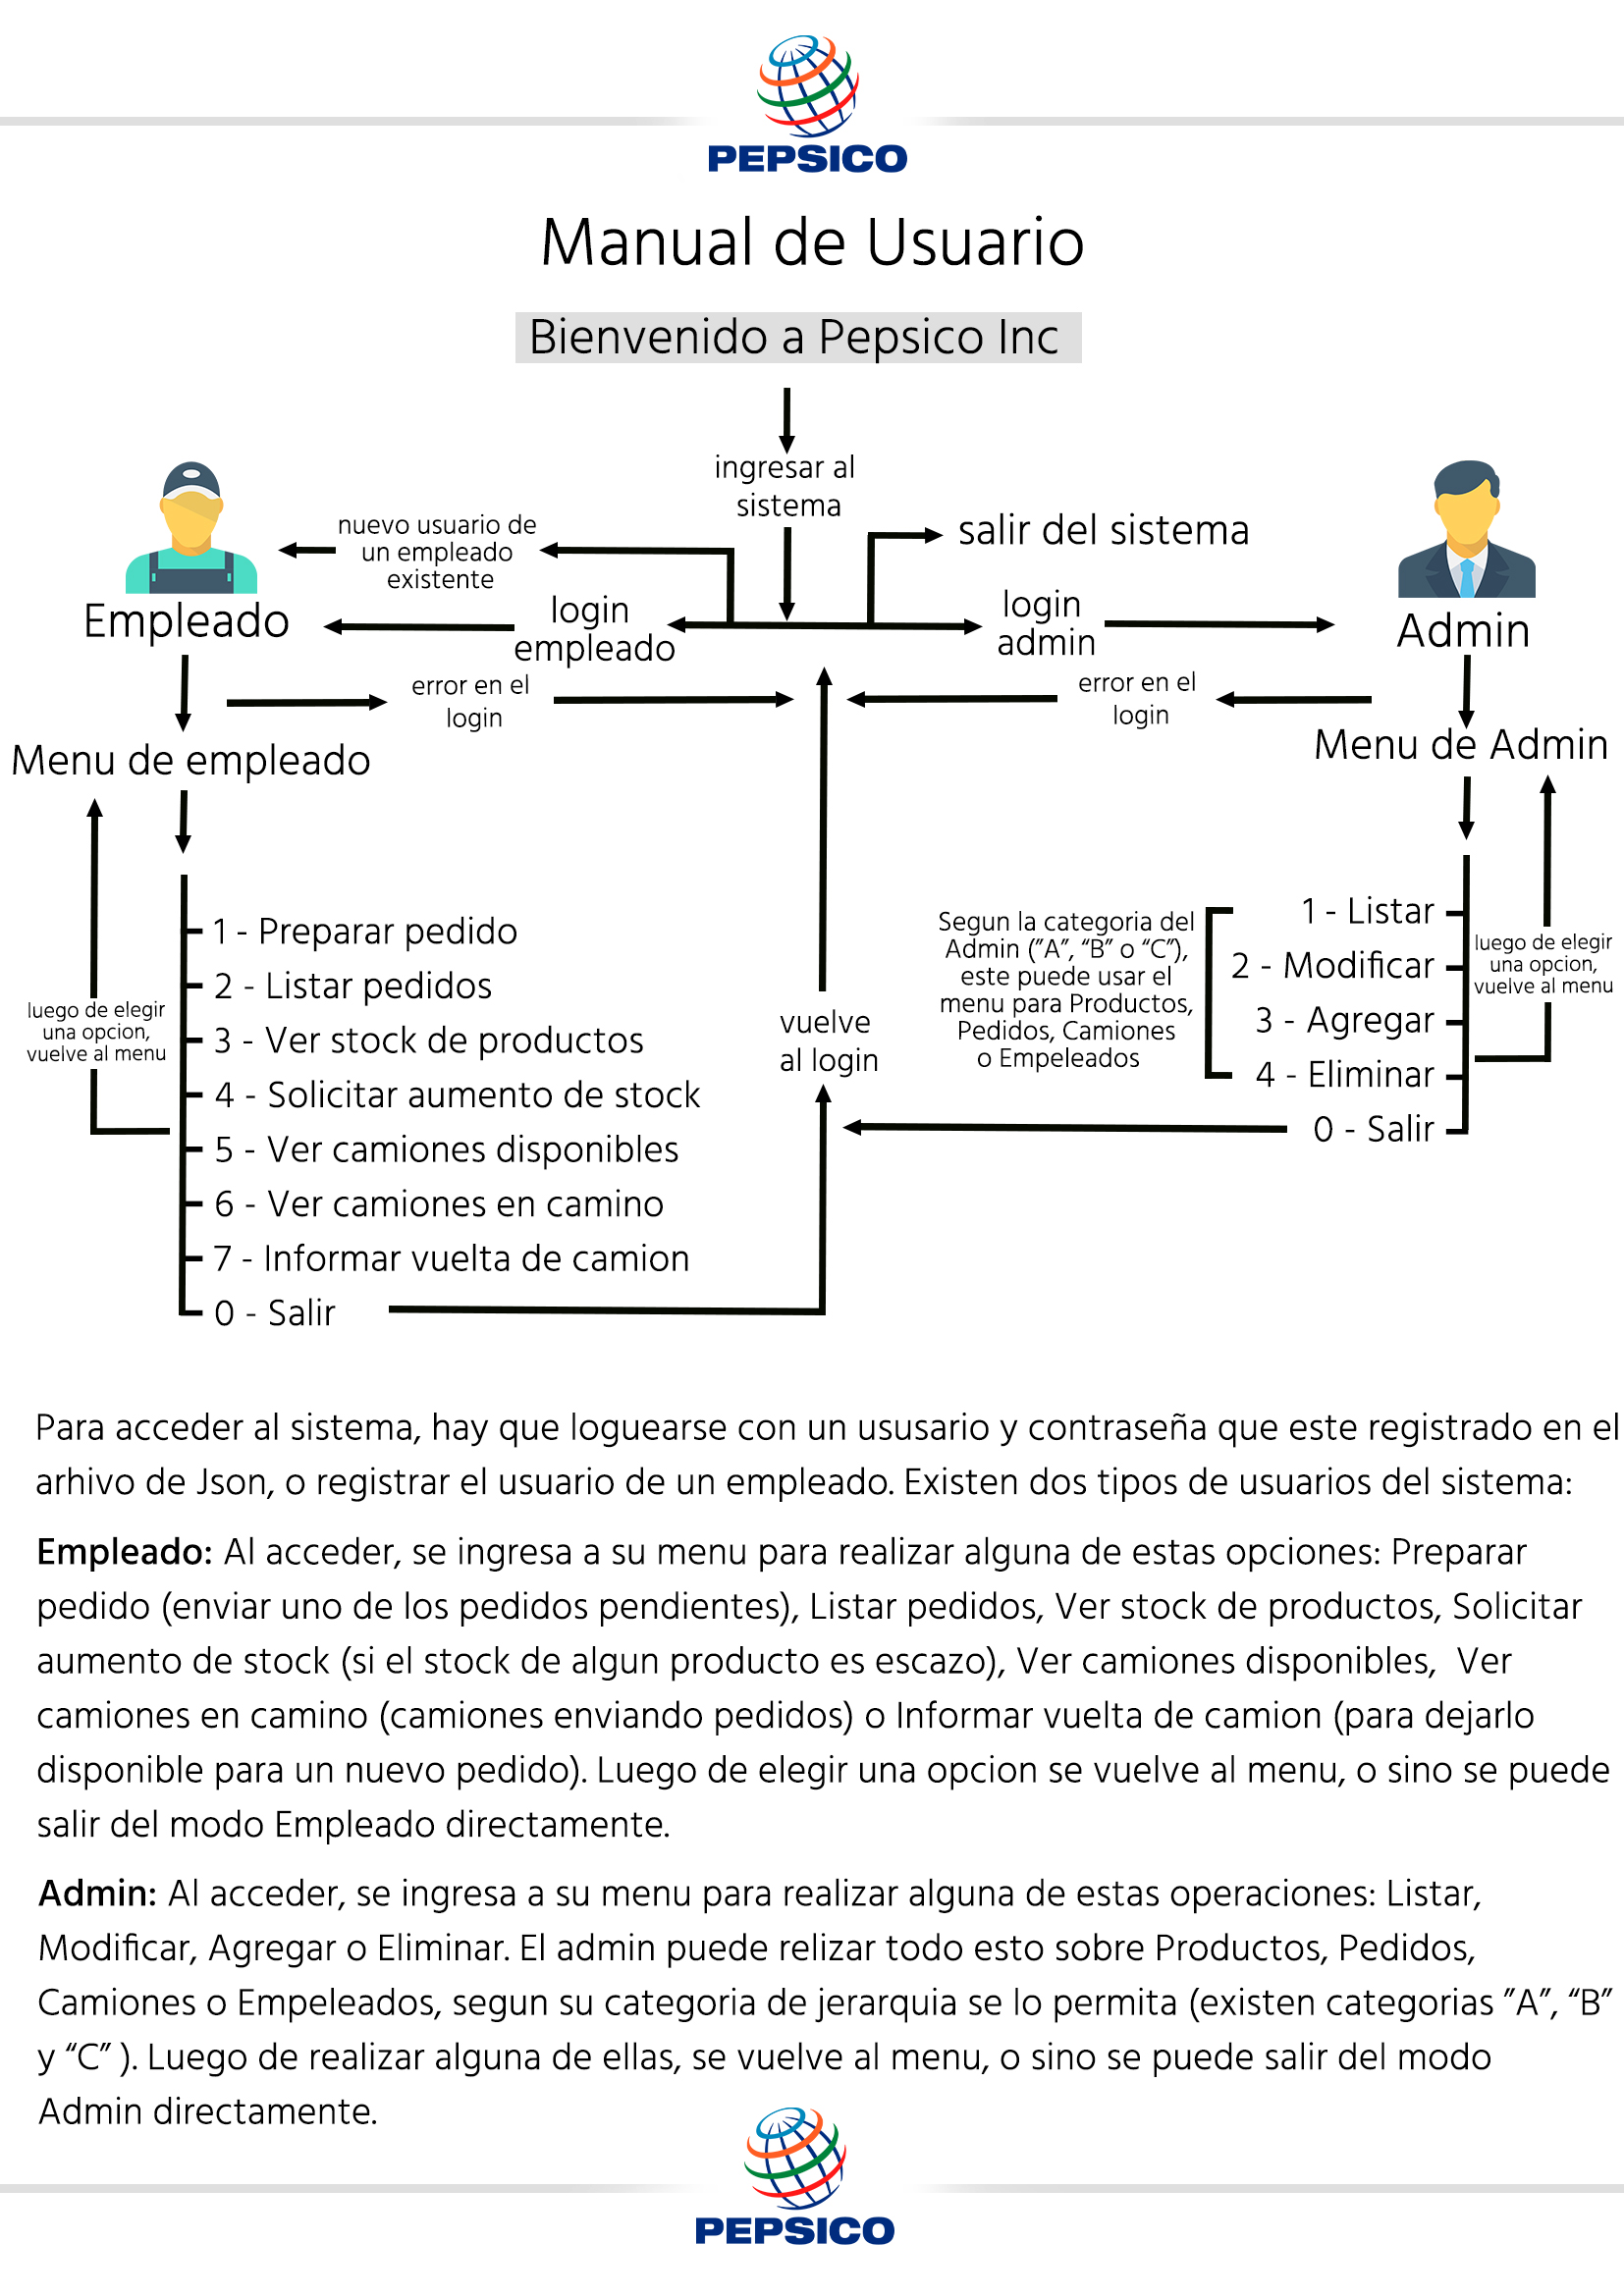 PEPSICO
Manual de Usuario
Bienvenido a Pepsico Inc
ingresar al
sistema
salir del sistema
nuevo usuario de
un empleado
existente
login
empleado
login
admin
Empleado
Admin
error en el
login
error en el
login
Menu de empleado
Menu de Admin
1 - Preparar pedido
2 - Listar pedidos
3 - Ver stock de productos
4 - Solicitar aumento de stock
5 - Ver camiones disponibles
6 - Ver camiones en camino
7 - Informar vuelta de camion
0 - Salir
luego de elegir
una opcion,
vuelve al menu
vuelve
al login
Segun la categoria del
Admin ("A", "B" o "C"),
este puede usar el
menu para Productos,
Pedidos, Camiones
o Empeleados
1 - Listar
2 - Modificar
3 - Agregar
4 - Eliminar
0 - Salir
luego de elegir
una opcion,
vuelve al menu
Para acceder al sistema, hay que loguearse con un ususario y contraseña que este registrado en el
arhivo de Json, o registrar el usuario de un empleado. Existen dos tipos de usuarios del sistema:
Empleado: Al acceder, se ingresa a su menu para realizar alguna de estas opciones: Preparar
pedido (enviar uno de los pedidos pendientes), Listar pedidos, Ver stock de productos, Solicitar
aumento de stock (si el stock de algun producto es escazo), Ver camiones disponibles,  Ver
camiones en camino (camiones enviando pedidos) o Informar vuelta de camion (para dejarlo
disponible para un nuevo pedido). Luego de elegir una opcion se vuelve al menu, o sino se puede
salir del modo Empleado directamente.
Admin: Al acceder, se ingresa a su menu para realizar alguna de estas operaciones: Listar,
Modificar, Agregar o Eliminar. El admin puede relizar todo esto sobre Productos, Pedidos,
Camiones o Empeleados, segun su categoria de jerarquia se lo permita (existen categorias "A", "B"
y "C" ). Luego de realizar alguna de ellas, se vuelve al menu, o sino se puede salir del modo
Admin directamente.
PEPSICO